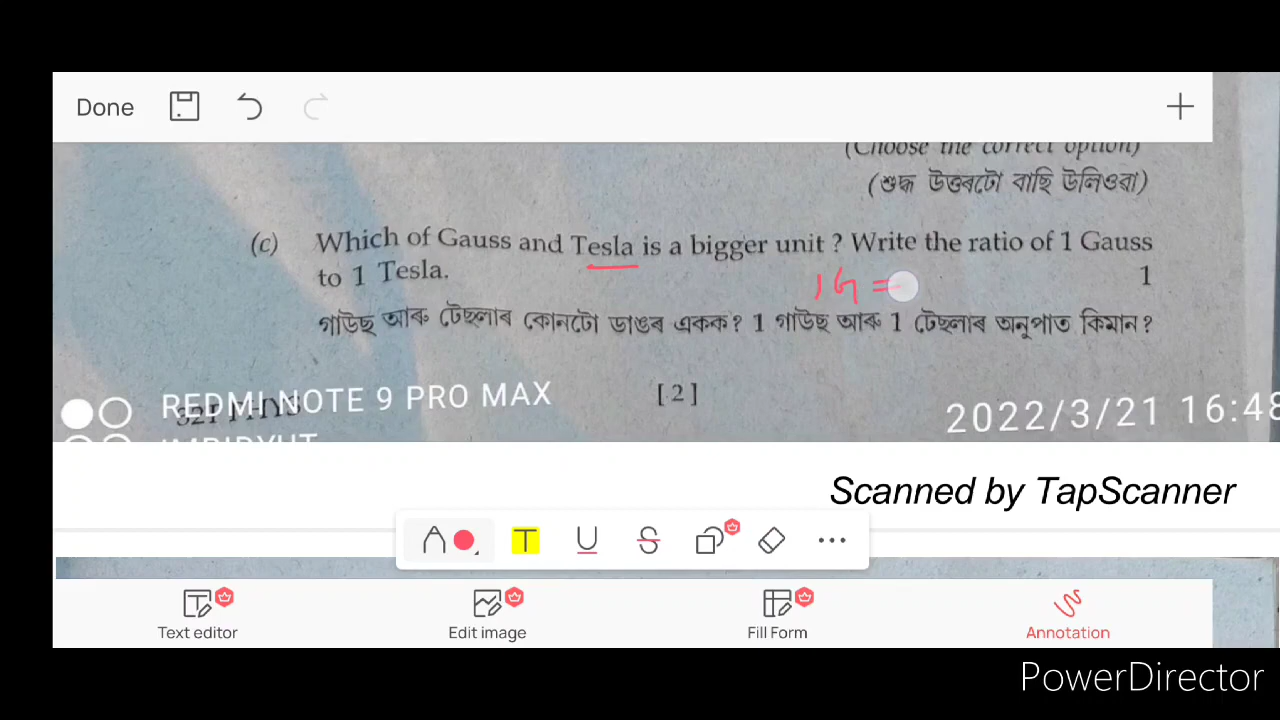 Done
(Choose the correct option)
(শুদ্ধ উত্তৰটো বাছি উলিওৱা)
(c) Which of Gauss and Tesla is a bigger unit ? Write the ratio of 1 Gauss
to 1 Tesla. 1
1G =
গাউছ আৰু টেছলাৰ কোনটো ডাঙৰ একক? 1 গাউছ আৰু 1 টেছলাৰ অনুপাত কিমান?
[ 2 ]
321 PHYS
REDMI NOTE 9 PRO MAX
2022/3/21 16:48
Scanned by TapScanner
T U S
Text editor Edit image Fill Form Annotation
PowerDirector